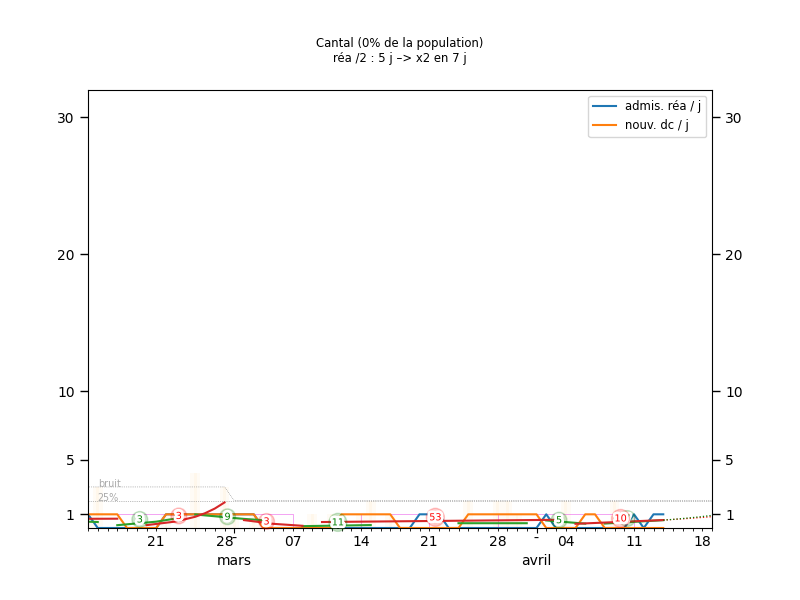 Cantal (0% de la population)
réa /2 : 5 j –> x2 en 7 j
admis. réa / j
nouv. dc / j
30 30
20 20
10 10
5 5
bruit
25%
1 3 3 9 3 11 53 5 10 1
21 28 07 14 21 28 04 11 18
mars avril